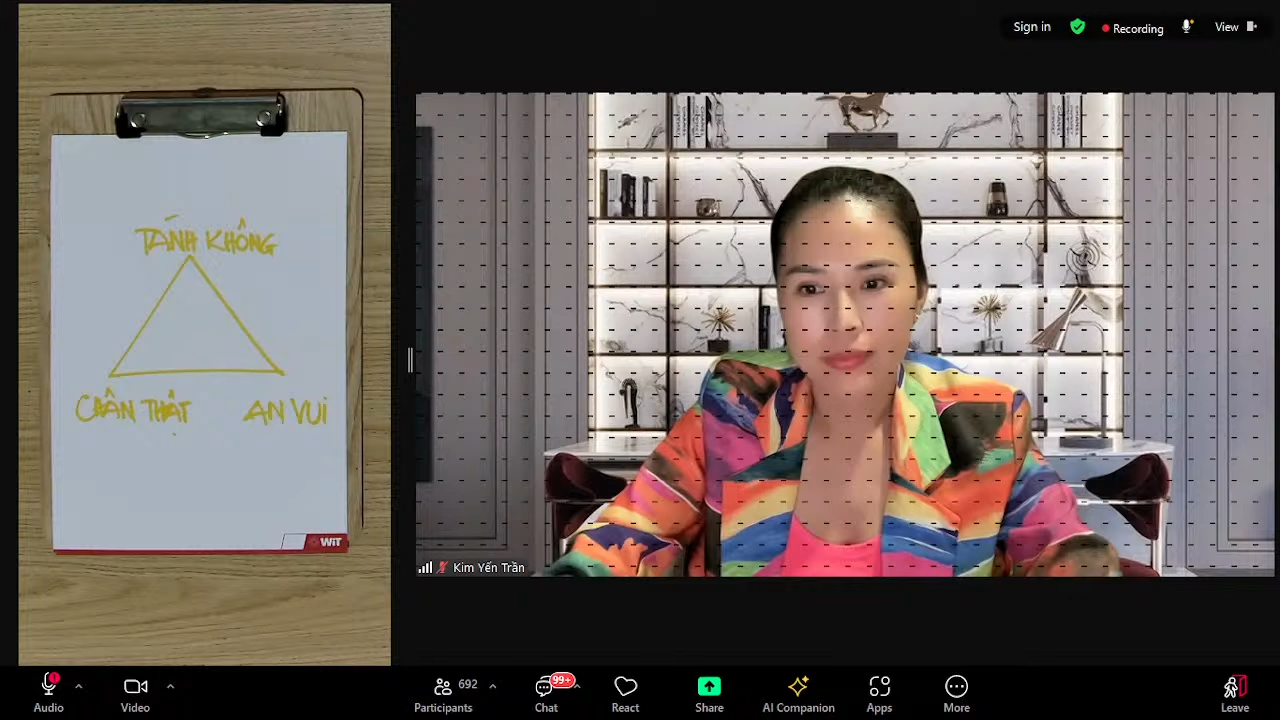 Sign in
Recording
View
TÁNH KHÔNG
CHÂN THẬT
AN VUI
WiT
Kim Yến Trần
Audio
Video
692
Participants
99+
Chat
React
Share
AI Companion
Apps
More
Leave